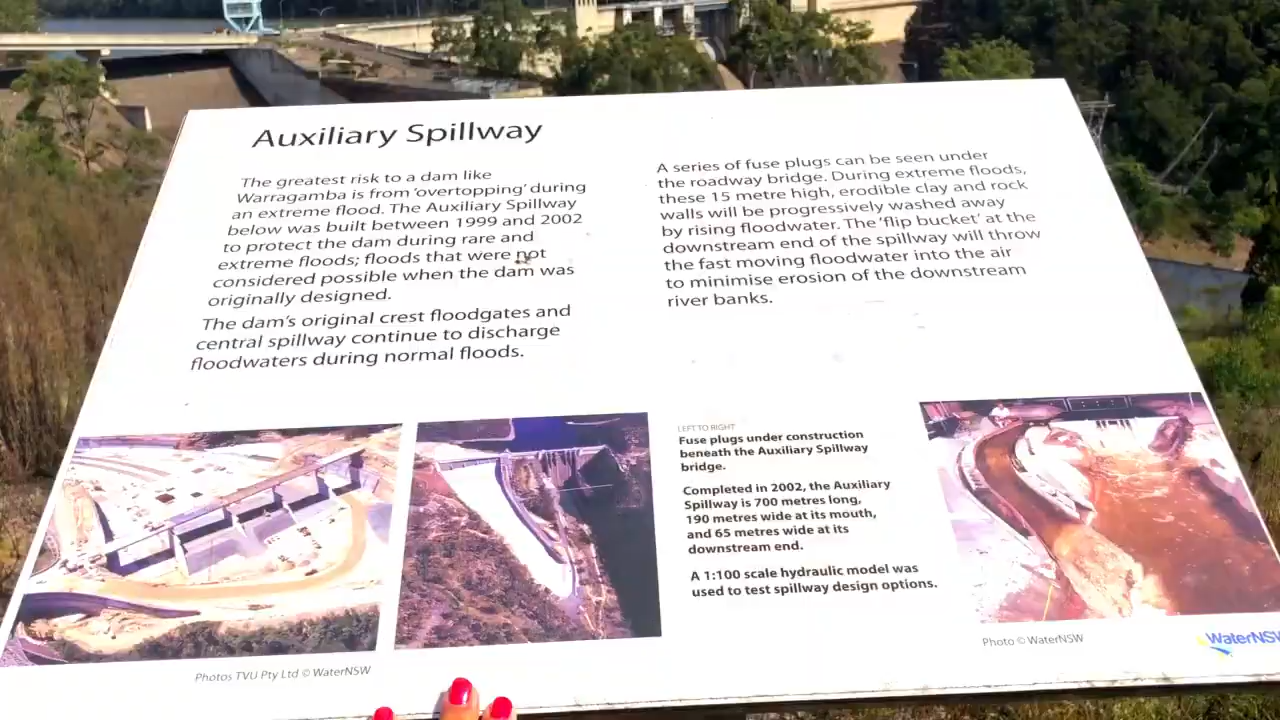 Auxiliary Spillway
The greatest risk to a dam like
Warragamba is from 'overtopping' during
an extreme flood. The Auxiliary Spillway
below was built between 1999 and 2002
to protect the dam during rare and
extreme floods; floods that were not
considered possible when the dam was
originally designed.
The dam's original crest floodgates and
central spillway continue to discharge
floodwaters during normal floods.
A series of fuse plugs can be seen under
the roadway bridge. During extreme floods,
these 15 metre high, erodible clay and rock
walls will be progressively washed away
by rising floodwater. The 'flip bucket' at the
downstream end of the spillway will throw
the fast moving floodwater into the air
to minimise erosion of the downstream
river banks.
LEFT TO RIGHT
Fuse plugs under construction
beneath the Auxiliary Spillway
bridge.
Completed in 2002, the Auxiliary
Spillway is 700 metres long,
190 metres wide at its mouth,
and 65 metres wide at its
downstream end.
A 1:100 scale hydraulic model was
used to test spillway design options.
Photos TVU Pty Ltd © WaterNSW
Photo © WaterNSW
WaterNSW